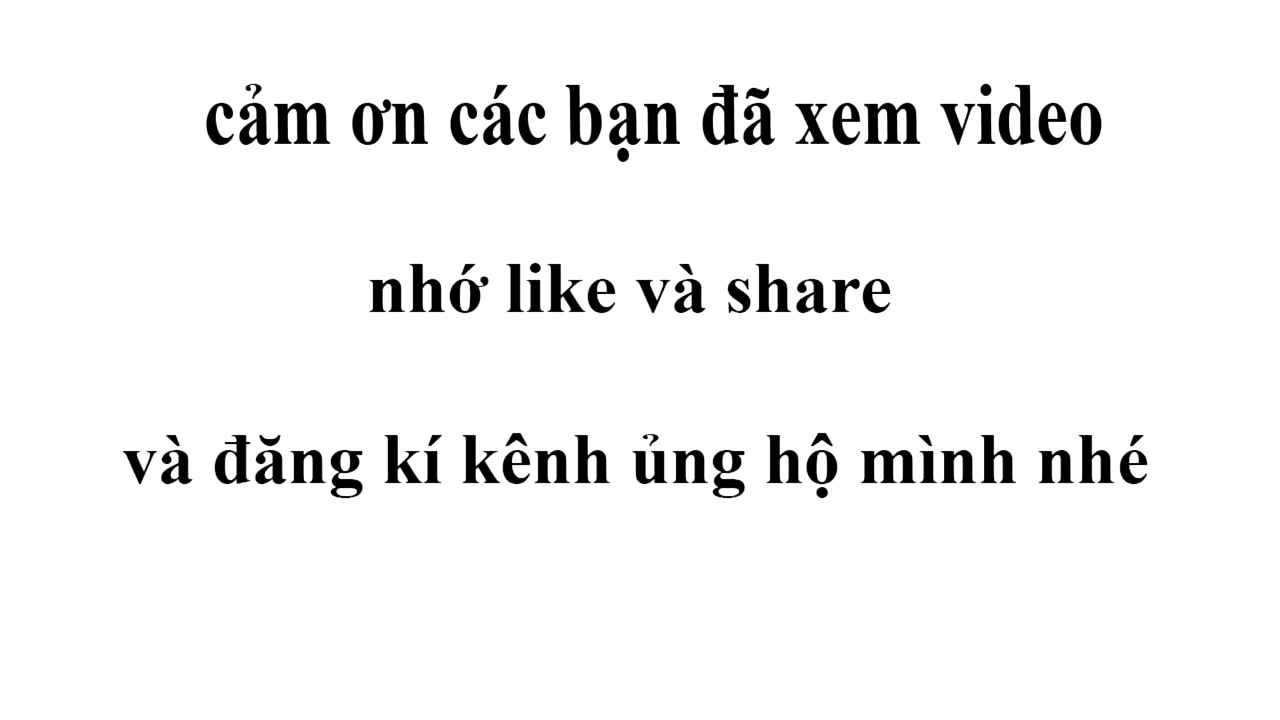 cảm ơn các bạn đã xem video
nhớ like và share
và đăng kí kênh ủng hộ mình nhé